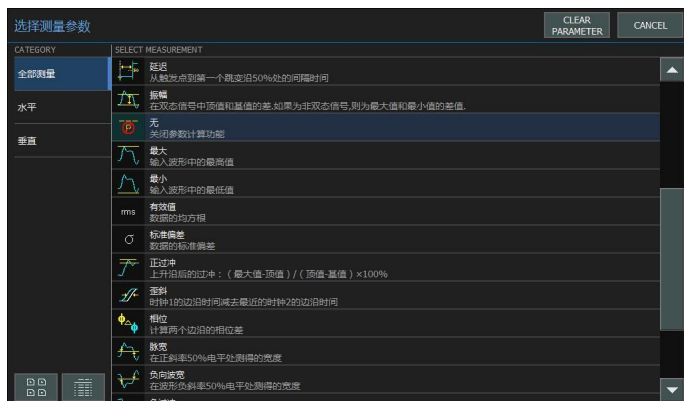 选择测量参数
CLEAR
PARAMETER
CANCEL
CATEGORY
SELECT MEASUREMENT
全部测量
水平
垂直
延迟
从触发点到第一个跳变沿50%处的间隔时间
振幅
在双态信号中顶值和基值的差.如果为非双态信号,则为最大值和最小值的差值.
P
无
关闭参数计算功能
最大
输入波形中的最高值
最小
输入波形中的最低值
rms
有效值
数据的均方根
σ
标准偏差
数据的标准偏差
正过冲
上升沿后的过冲：（最大值-顶值）/（顶值-基值）×100%
歪斜
时钟1的边沿时间减去最近的时钟2的边沿时间
Φ
Φ
相位
计算两个边沿的相位差
脉宽
在正斜率50%电平处测得的宽度
负向波宽
在波形负斜率50%电平处测得的宽度